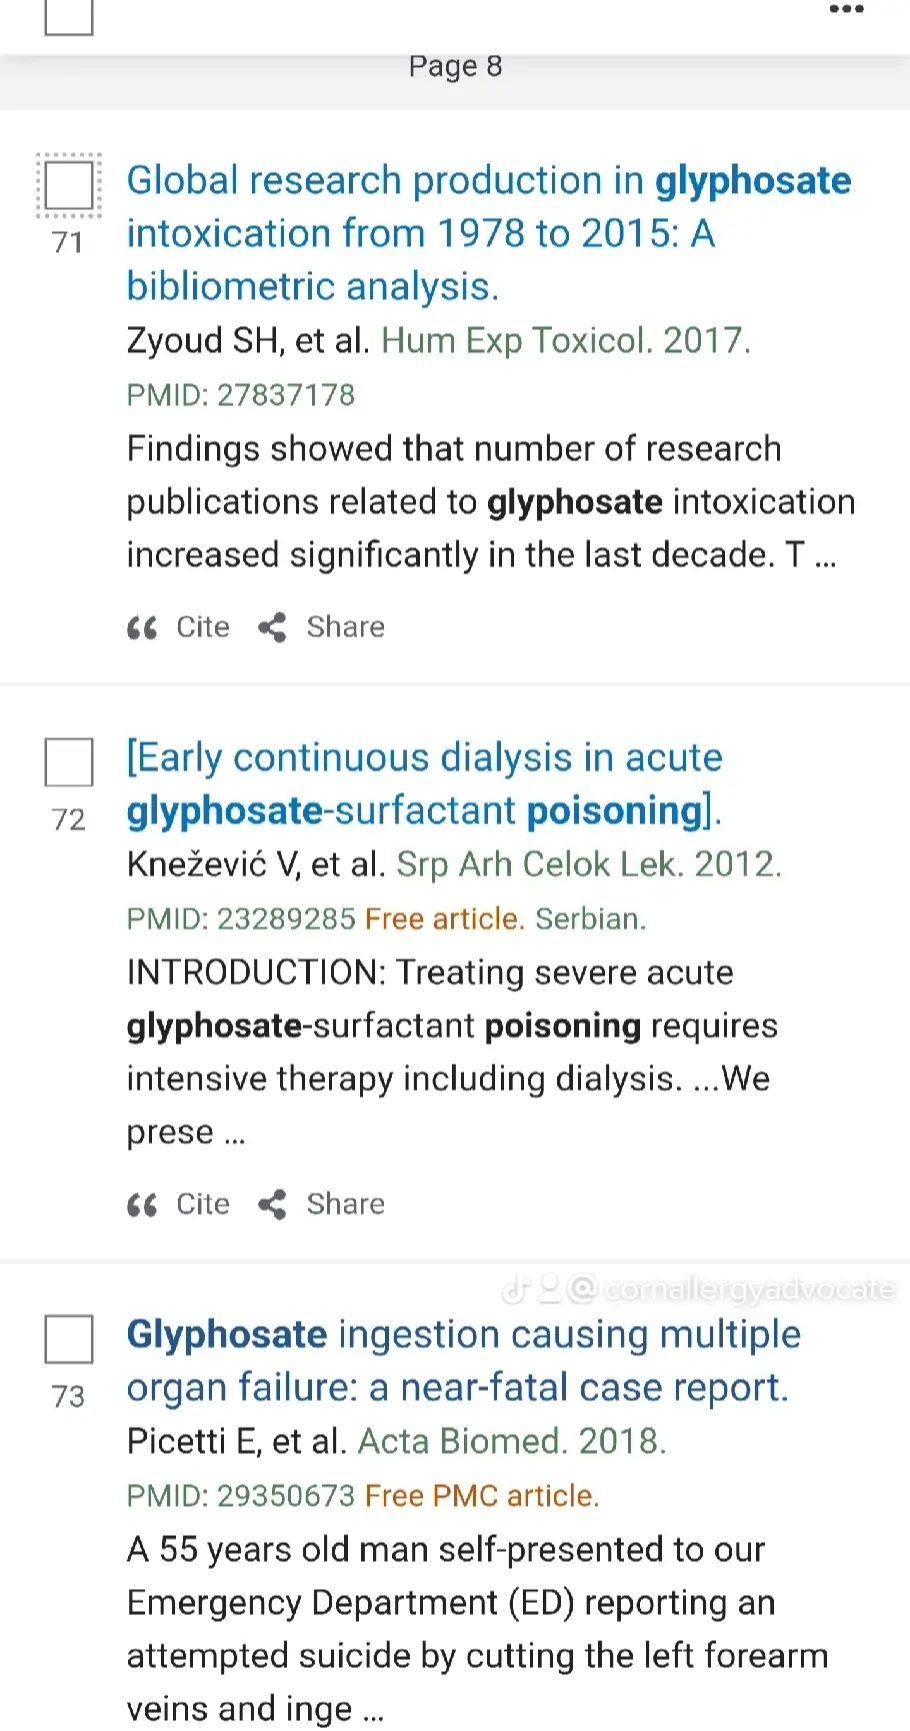 Page 8
Global research production in glyphosate
71
intoxication from 1978 to 2015: A
bibliometric analysis.
Zyoud SH, et al. Hum Exp Toxicol. 2017.
PMID: 27837178
Findings showed that number of research
publications related to glyphosate intoxication
increased significantly in the last decade. T ...
Cite Share
[Early continuous dialysis in acute
72
glyphosate-surfactant poisoning].
Knežević V, et al. Srp Arh Celok Lek. 2012.
PMID: 23289285 Free article. Serbian.
INTRODUCTION: Treating severe acute
glyphosate-surfactant poisoning requires
intensive therapy including dialysis. ...We
prese ...
Cite Share
@cornallergyadvocate
Glyphosate ingestion causing multiple
73
organ failure: a near-fatal case report.
Picetti E, et al. Acta Biomed. 2018.
PMID: 29350673 Free PMC article.
A 55 years old man self-presented to our
Emergency Department (ED) reporting an
attempted suicide by cutting the left forearm
veins and inge ...